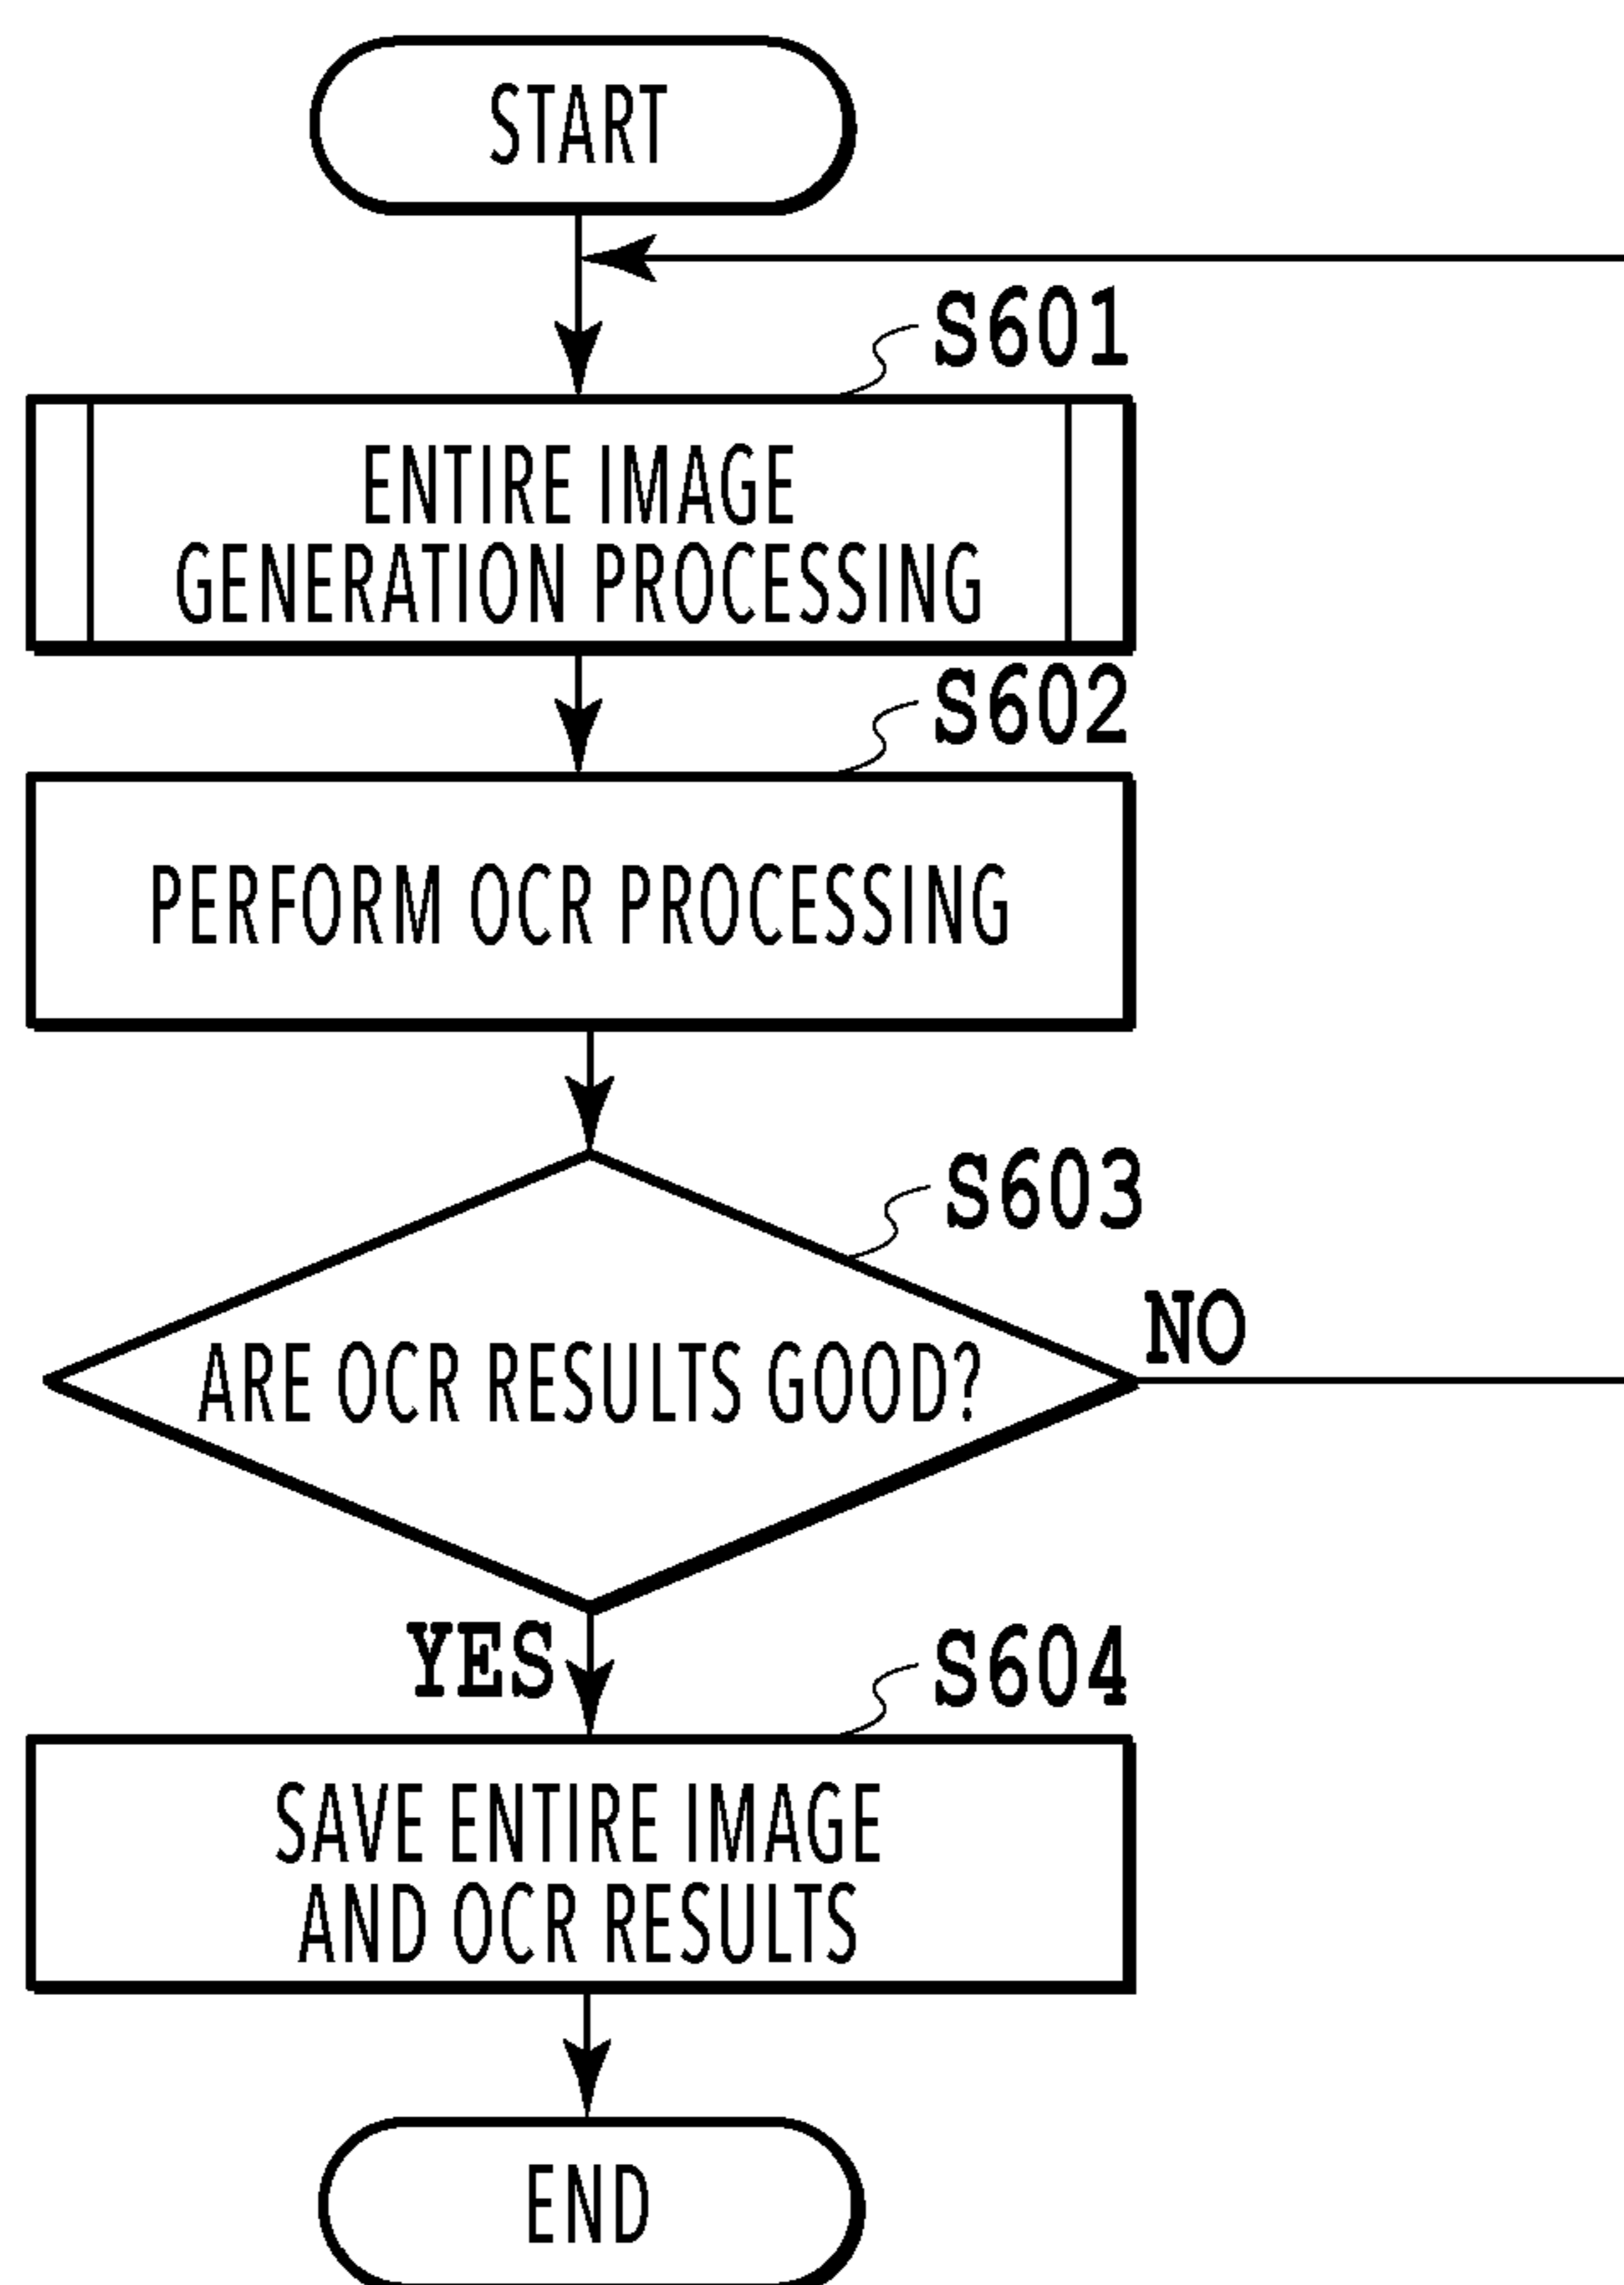 START
S601
ENTIRE IMAGE
GENERATION PROCESSING
S602
PERFORM OCR PROCESSING
S603
ARE OCR RESULTS GOOD?
NO
YES
S604
SAVE ENTIRE IMAGE
AND OCR RESULTS
END